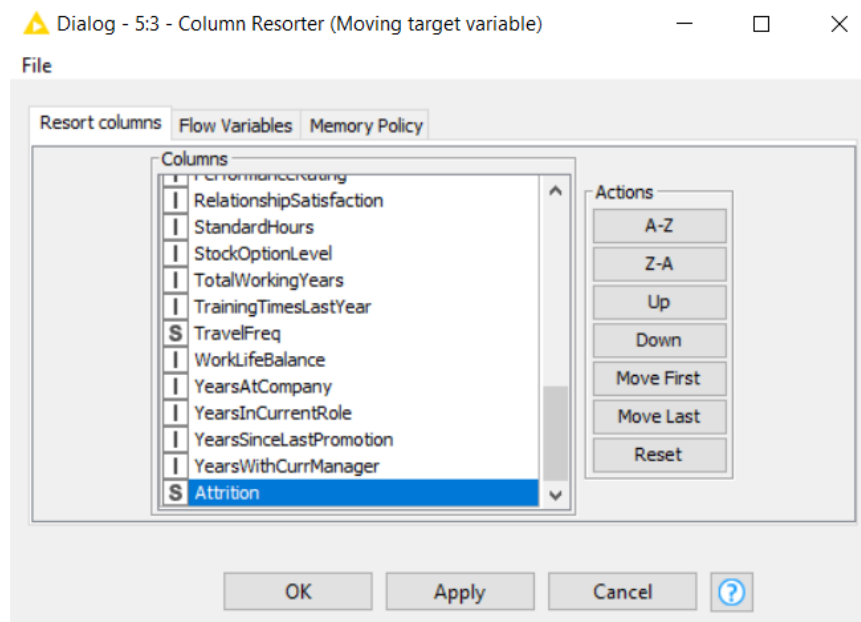 Dialog - 5:3 - Column Resorter (Moving target variable)
File
Resort columns Flow Variables Memory Policy
Columns
I PerformanceRating
I RelationshipSatisfaction
I StandardHours
I StockOptionLevel
I TotalWorkingYears
I TrainingTimesLastYear
S TravelFreq
I WorkLifeBalance
I YearsAtCompany
I YearsInCurrentRole
I YearsSinceLastPromotion
I YearsWithCurrManager
S Attrition
Actions
A-Z
Z-A
Up
Down
Move First
Move Last
Reset
OK Apply Cancel ?